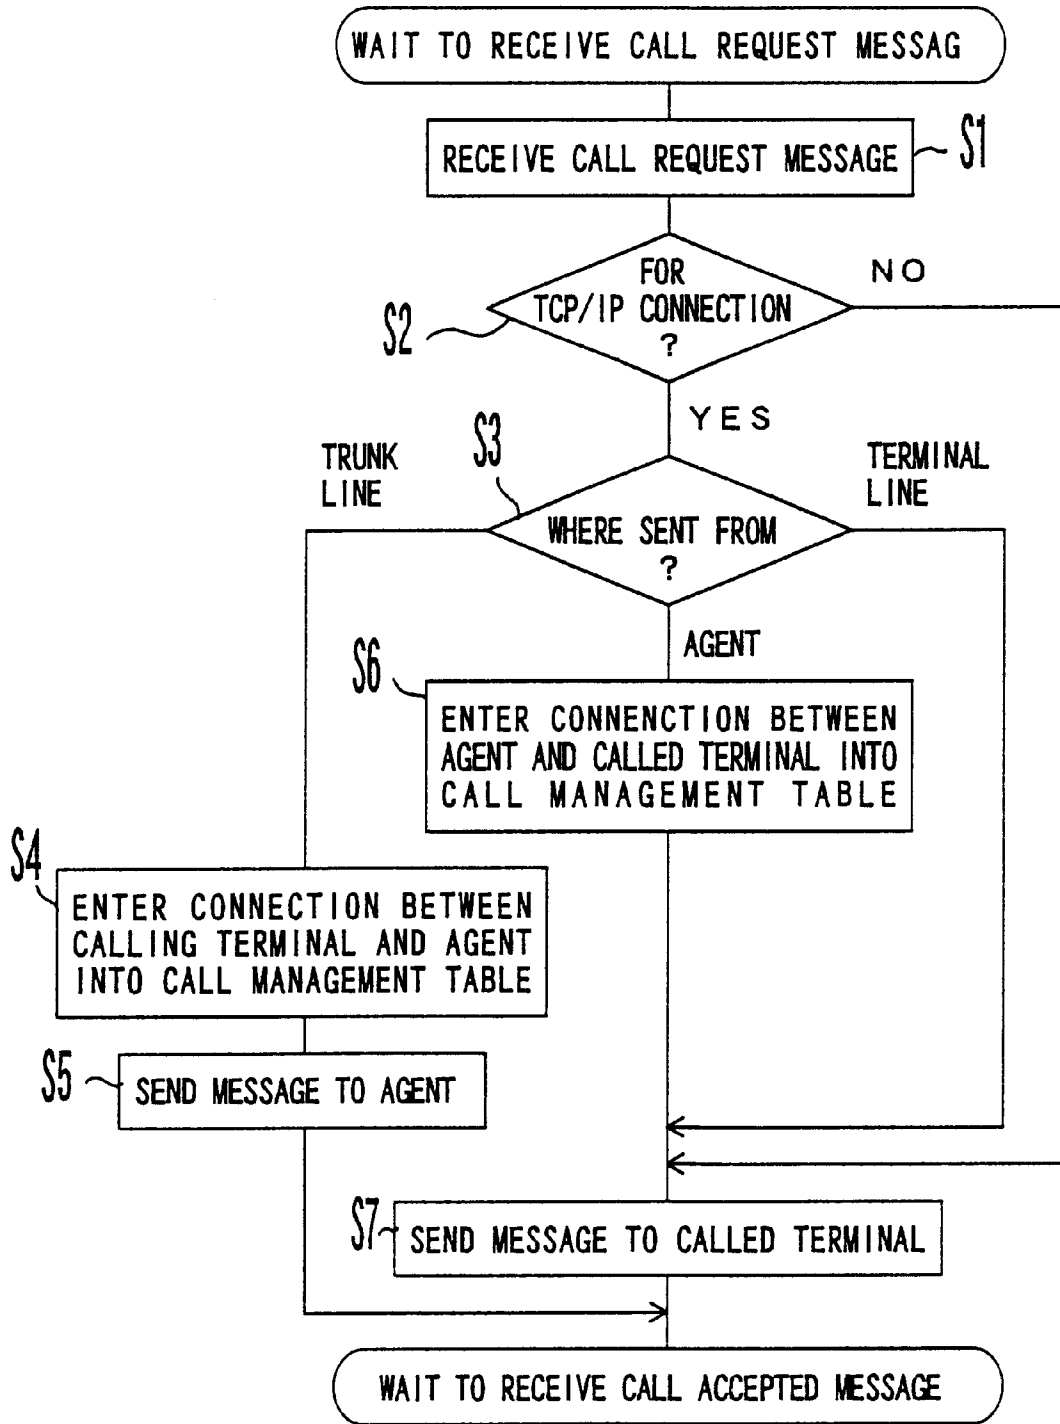 WAIT TO RECEIVE CALL REQUEST MESSAG
RECEIVE CALL REQUEST MESSAGE
S1
FOR
TCP/IP CONNECTION
?
NO
S2
YES
S3
TRUNK
LINE
TERMINAL
LINE
WHERE SENT FROM
?
AGENT
S6
ENTER CONNENCTION BETWEEN
AGENT AND CALLED TERMINAL INTO
CALL MANAGEMENT TABLE
S4
ENTER CONNECTION BETWEEN
CALLING TERMINAL AND AGENT
INTO CALL MANAGEMENT TABLE
S5
SEND MESSAGE TO AGENT
S7
SEND MESSAGE TO CALLED TERMINAL
WAIT TO RECEIVE CALL ACCEPTED MESSAGE